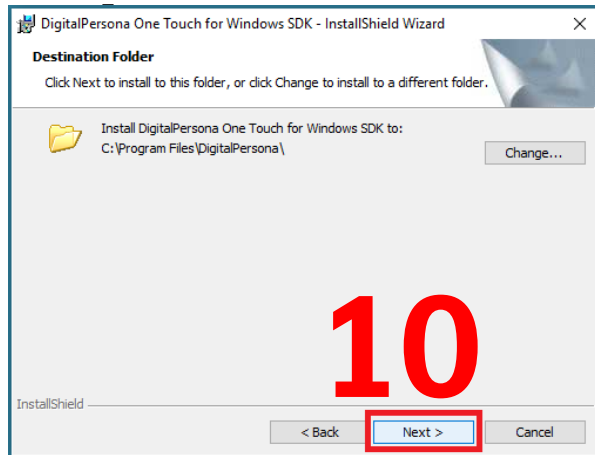 DigitalPersona One Touch for Windows SDK - InstallShield Wizard
Destination Folder
Click Next to install to this folder, or click Change to install to a different folder.
Install DigitalPersona One Touch for Windows SDK to:
C:\Program Files\DigitalPersona\
Change...
10
InstallShield
< Back
Next >
Cancel